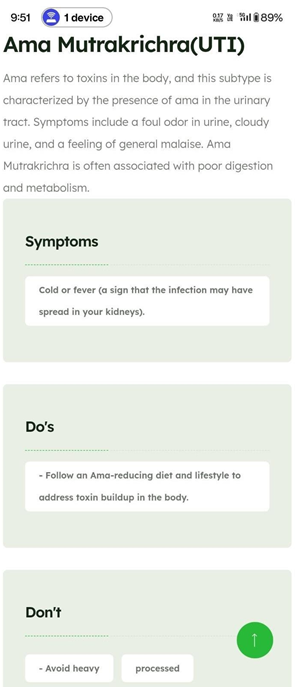 9:51
1 device
0.17 KB/S
89%
Ama Mutrakrichra(UTI)
Ama refers to toxins in the body, and this subtype is
characterized by the presence of ama in the urinary
tract. Symptoms include a foul odor in urine, cloudy
urine, and a feeling of general malaise. Ama
Mutrakrichra is often associated with poor digestion
and metabolism.
Symptoms
Cold or fever (a sign that the infection may have
spread in your kidneys).
Do's
- Follow an Ama-reducing diet and lifestyle to
address toxin buildup in the body.
Don't
- Avoid heavy
processed